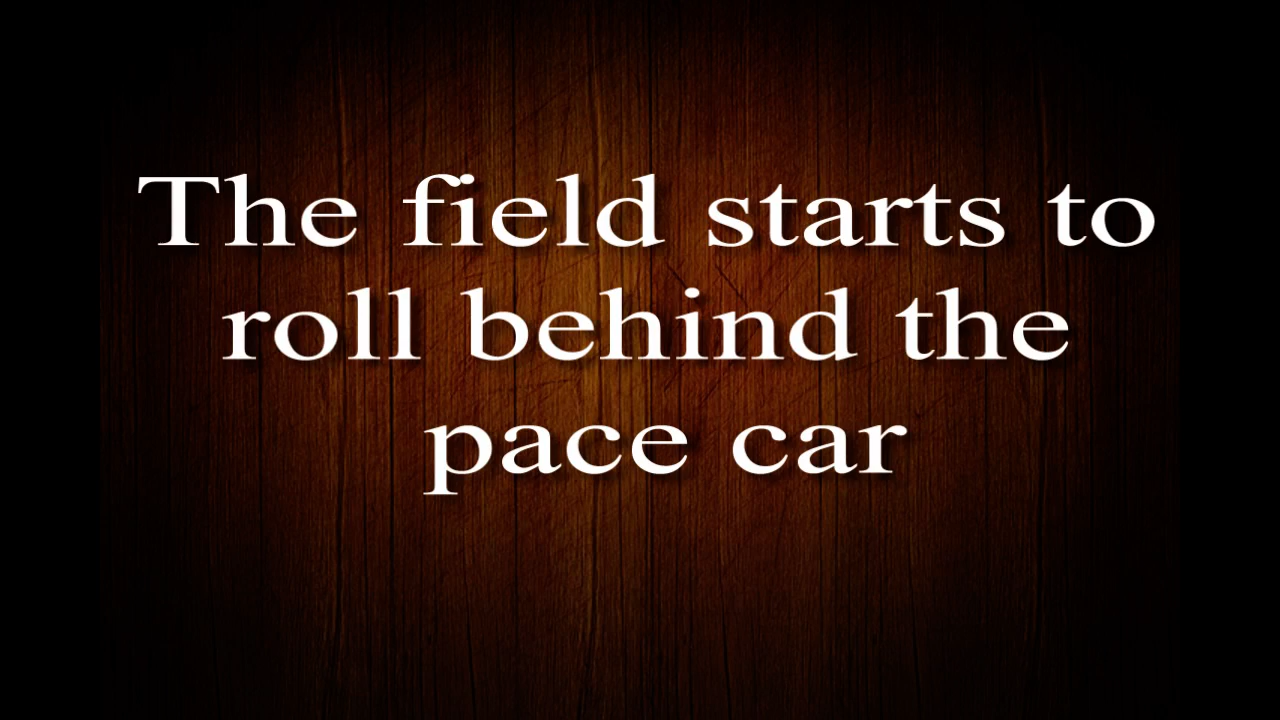 The field starts to
roll behind the
pace car